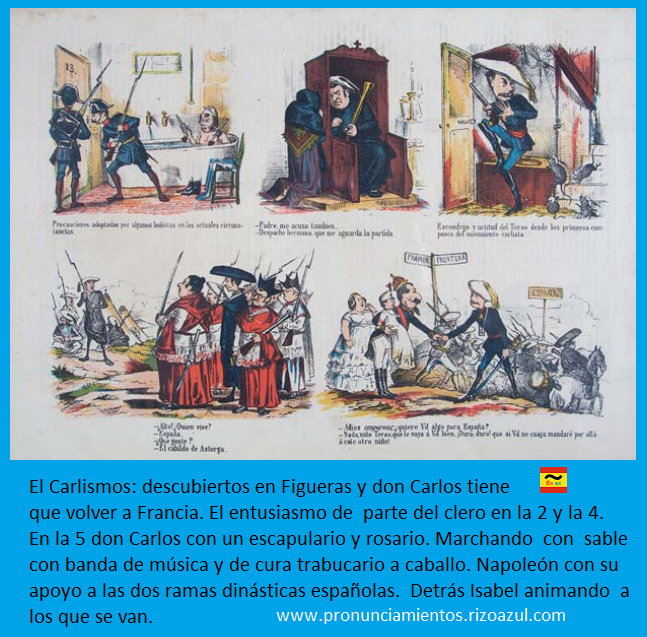 13.
Precauciones adoptadas por algunos bañistas en las actuales circuns-
tancias.
-Padre, me acuso tambien...
-Despache hermana, que me aguarda la partida
Escondrijo y actitud del Terso desde los primeros com-
pases del movimiento carlista.
FRANCIA
FRONTERA
ESPAÑA
-¡Alto! ¿Quien vive?
-España.
-¿Que gente?
-El cabildo de Astorga.
-Adios ¿quiere Vd algo para España?
-Nada, niño Terso, que le vaya á Vd bien. ¡Duro, duro! que si Vd no cuaja mandaré por allá
á este otro niño!
El Carlismos: descubiertos en Figueras y don Carlos tiene
que volver a Francia. El entusiasmo de parte del clero en la 2 y la 4.
En la 5 don Carlos con un escapulario y rosario. Marchando con sable
con banda de música y de cura trabucario a caballo. Napoleón con su
apoyo a las dos ramas dinásticas españolas. Detrás Isabel animando a
los que se van.
www.pronunciamientos.rizoazul.com